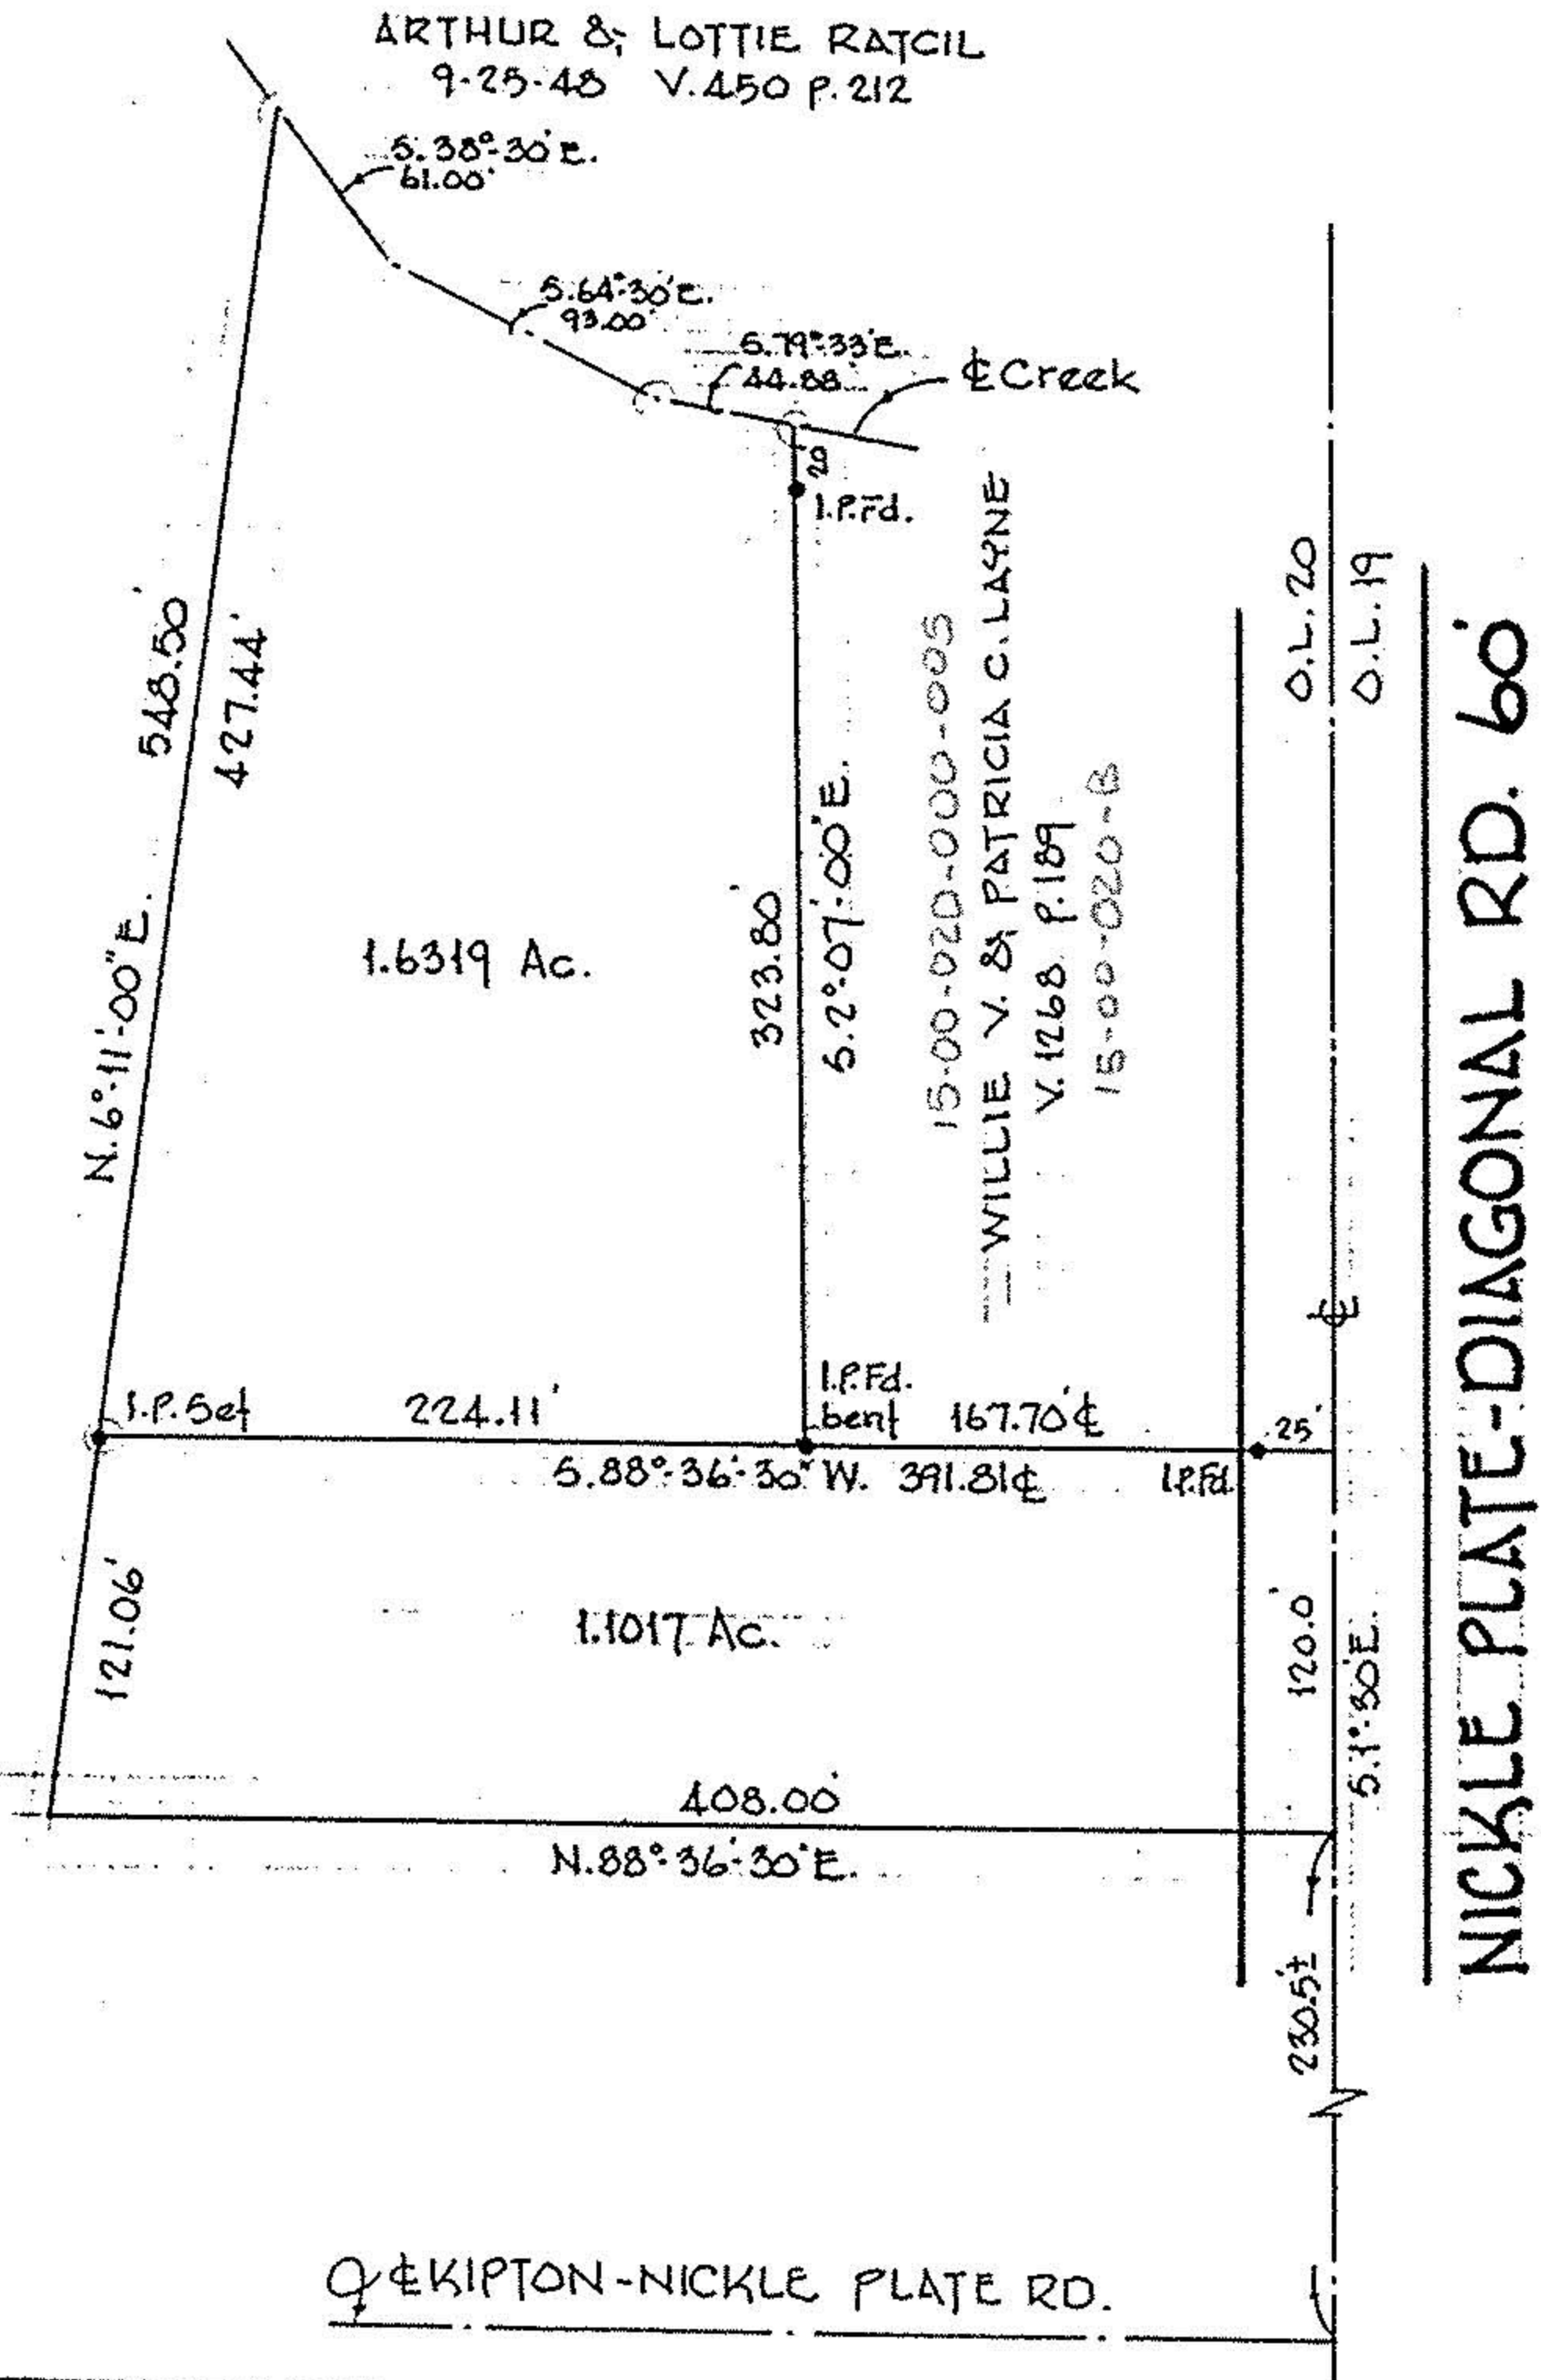 ARTHUR & LOTTIE RATCIL
9-25-48 V.450 P.212
S.38°-30'E.
61.00'
S.64°-30'E.
93.00'
S.79°-33'E.
44.88'
℄ Creek
I.P.Fd.
548.50'
427.44'
N.6°-11'-00"E.
1.6319 Ac.
323.80'
S.2°-07'-00"E.
15-00-020-000-005
WILLIE V. & PATRICIA C. LAYNE
V.1268 P.189
15-00-020-B
O.L. 20
O.L. 19
NICKLE PLATE-DIAGONAL RD. 60'
℄
I.P. Set
224.11'
I.P.Fd.
bent
167.70'℄
25'
S.88°-36'-30"W. 391.81℄
I.P.Fd.
121.06'
1.1017 Ac.
120.0'
S.1°-30'E.
408.00'
N.88°-36'-30"E.
230.5'±
℄ KIPTON-NICKLE PLATE RD.